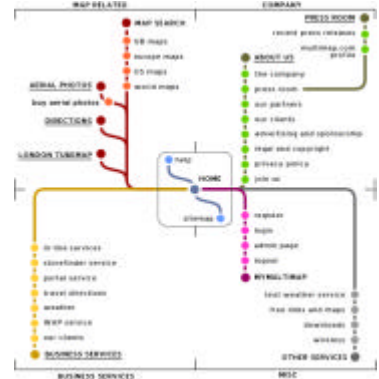 MAP RELATED
COMPANY
PRESS ROOM
MAP SEARCH
recent press releases
GB maps
multimap.com
profile
europe maps
ABOUT US
US maps
the company
AERIAL PHOTOS
world maps
press room
buy aerial photos
our partners
DIRECTIONS
our clients
advertising and sponsorship
legal and copyright
LONDON TUBEMAP
help
privacy policy
HOME
join us
sitemap
register
login
in-line services
admin page
storefinder service
logout
portal service
MYMULTIMAP
travel directions
weather
local weather service
WAP service
free links and maps
our clients
downloads
wireless
BUSINESS SERVICES
OTHER SERVICES
BUSINESS SERVICES
MISC